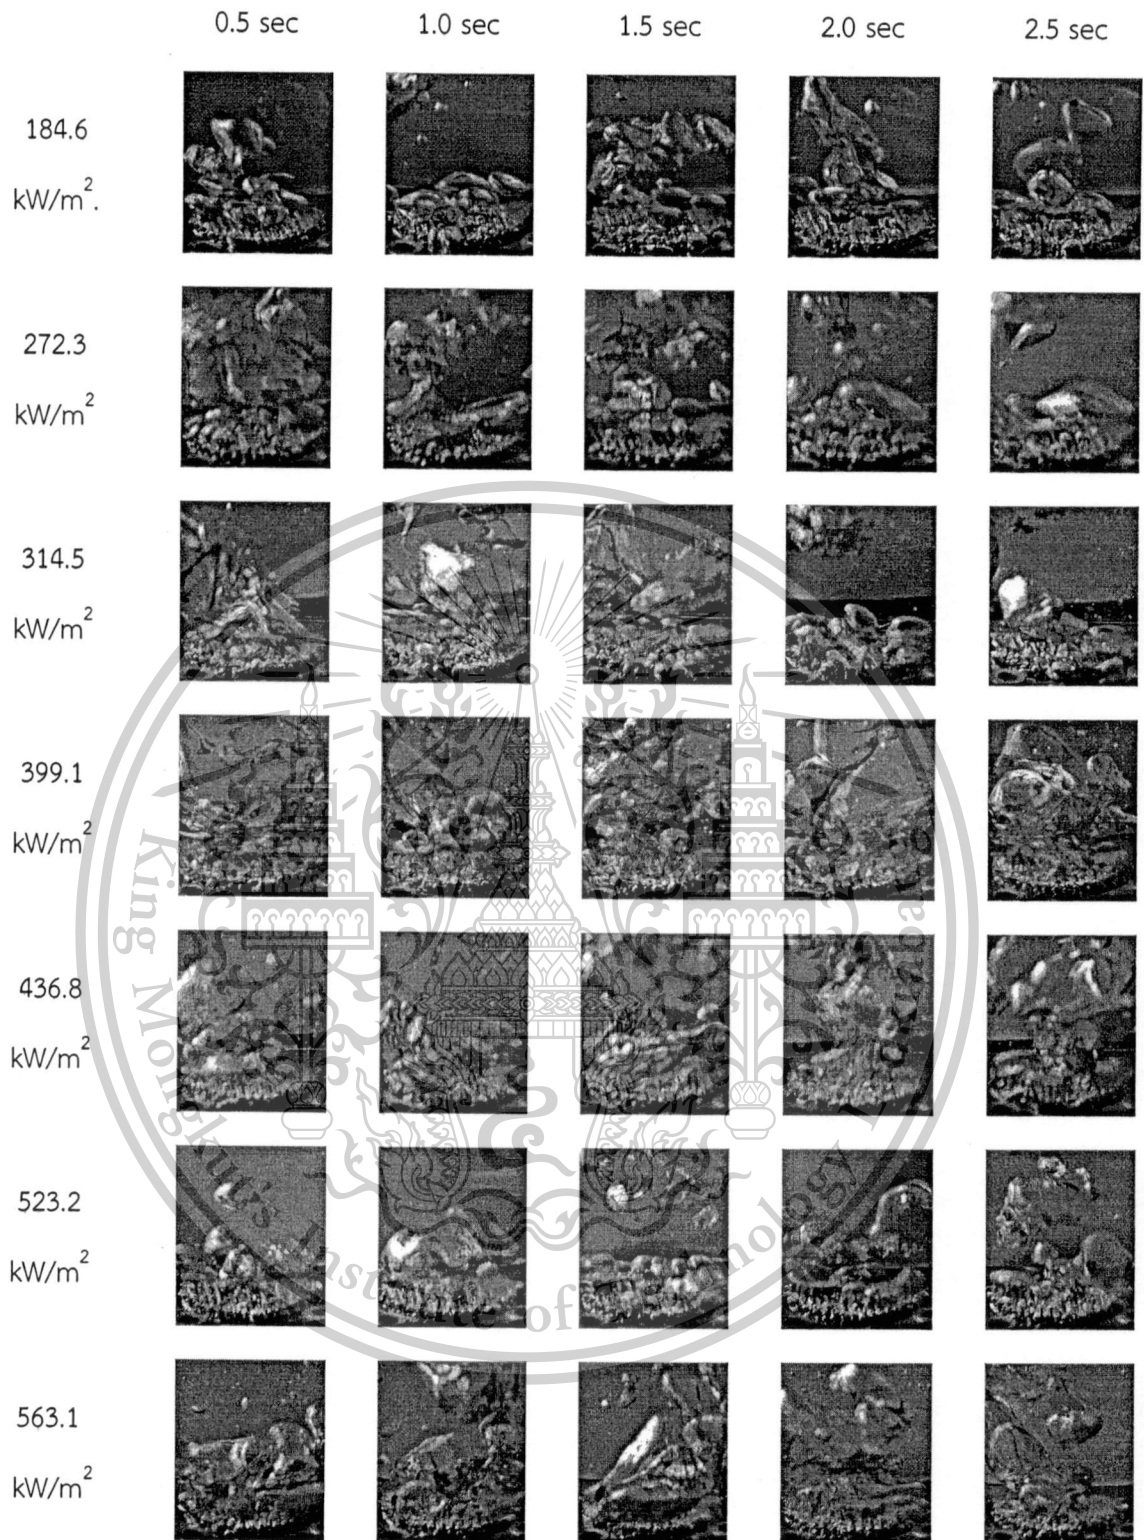 0.5 sec 1.0 sec 1.5 sec 2.0 sec 2.5 sec
184.6
kW/m².
272.3
kW/m²
314.5
kW/m²
399.1
kW/m²
436.8
kW/m²
523.2
kW/m²
563.1
kW/m²
King Mongkut's Institute of Technology L